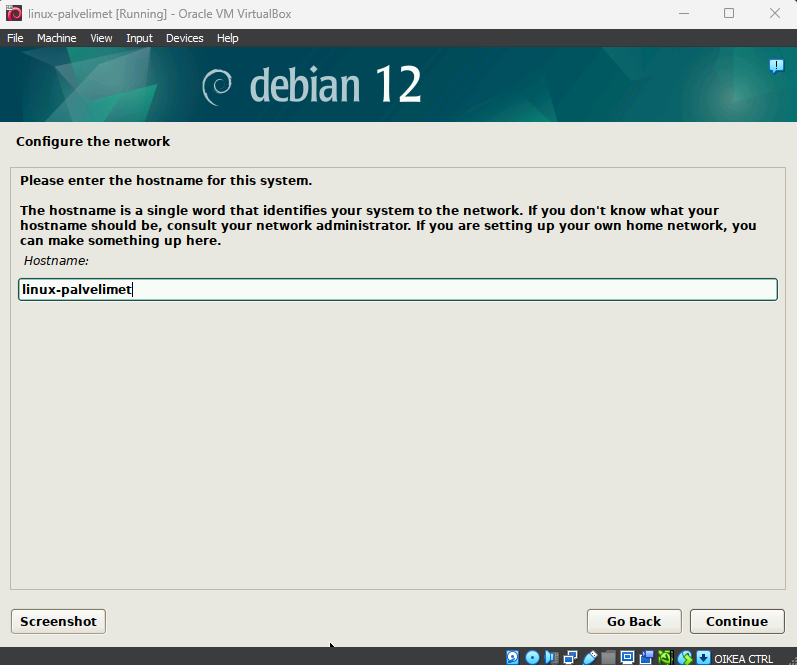 linux-palvelimet [Running] - Oracle VM VirtualBox
File Machine View Input Devices Help
debian 12
Configure the network
Please enter the hostname for this system.
The hostname is a single word that identifies your system to the network. If you don't know what your
hostname should be, consult your network administrator. If you are setting up your own home network, you
can make something up here.
Hostname:
linux-palvelimet
Screenshot
Go Back
Continue
OIKEA CTRL